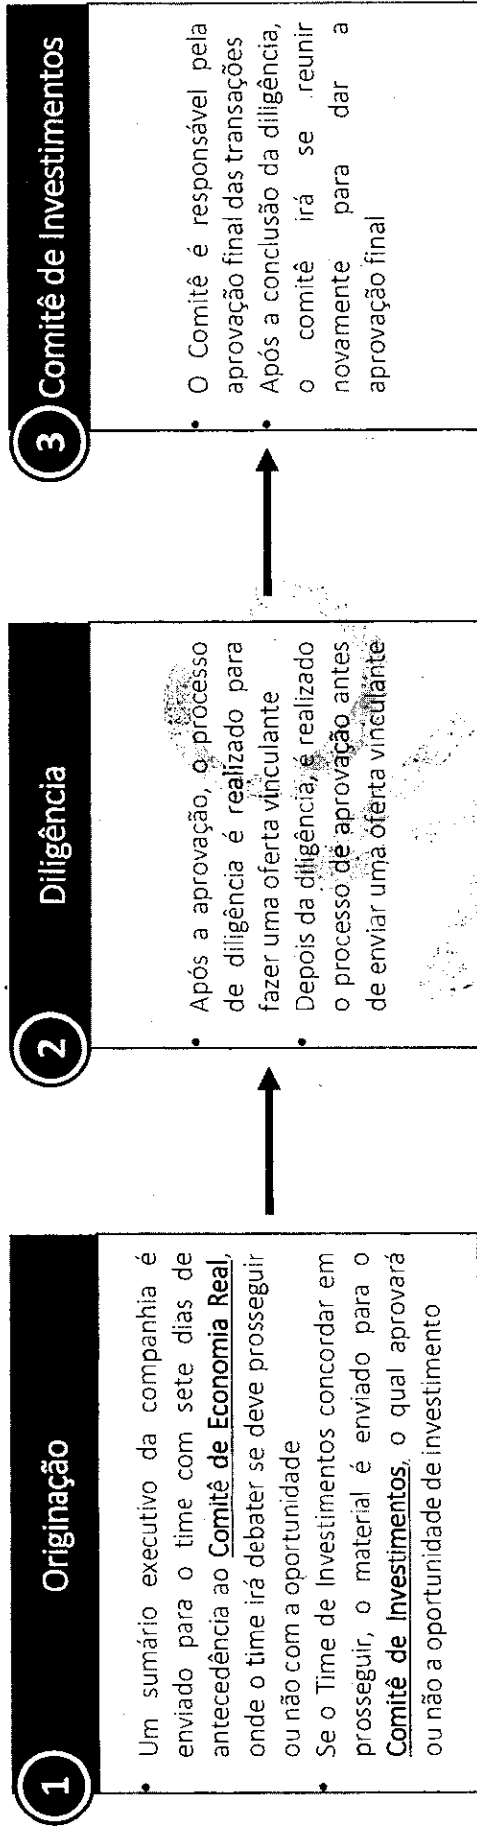 1
Originação
Um sumário executivo da companhia é
enviado para o time com sete dias de
antecedência ao Comitê de Economia Real,
onde o time irá debater se deve prosseguir
ou não com a oportunidade
Se o Time de Investimentos concordar em
prosseguir, o material é enviado para o
Comitê de Investimentos, o qual aprovará
ou não a oportunidade de investimento
2
Diligência
Após a aprovação, o processo
de diligência é realizado para
fazer uma oferta vinculante
Depois da diligência, é realizado
o processo de aprovação antes
de enviar uma oferta vinculante
3
Comitê de Investimentos
O Comitê é responsável pela
aprovação final das transações
Após a conclusão da diligência,
o comitê irá se reunir
novamente para dar a
aprovação final